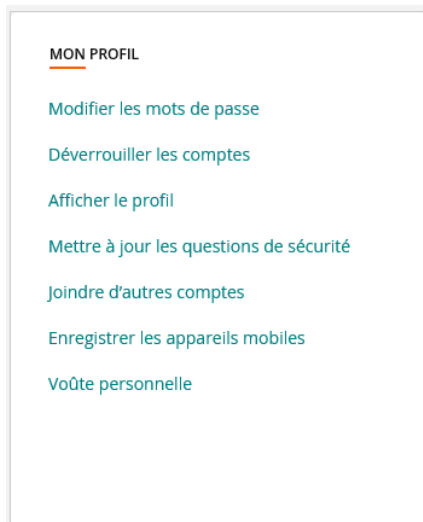 MON PROFIL
Modifier les mots de passe
Déverrouiller les comptes
Afficher le profil
Mettre à jour les questions de sécurité
Joindre d’autres comptes
Enregistrer les appareils mobiles
Voûte personnelle